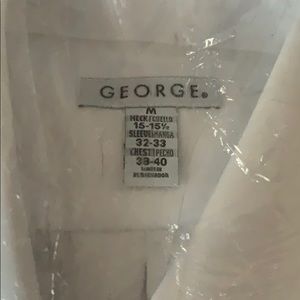 GEORGE®
M
NECK/CUELLO
15-15½
SLEEVE/MANGA
32-33
CHEST/PECHO
38-40